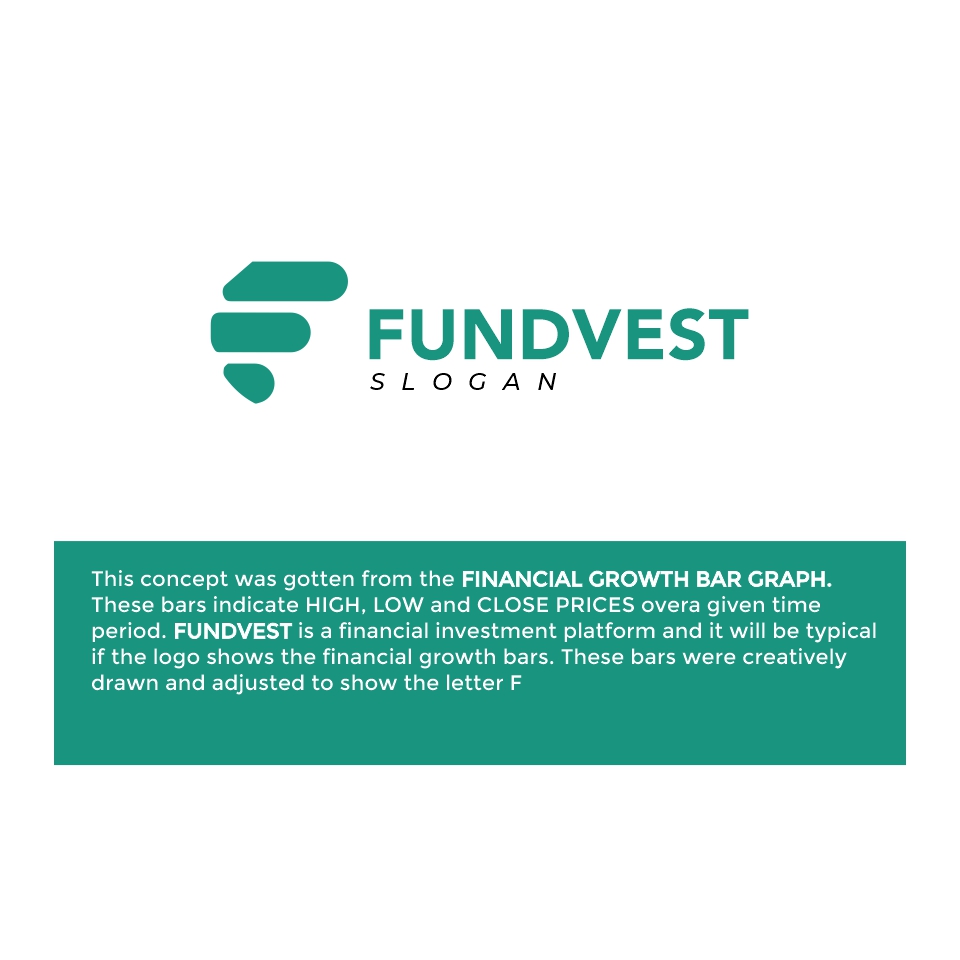 FUNDVEST
SLOGAN
This concept was gotten from the FINANCIAL GROWTH BAR GRAPH.
These bars indicate HIGH, LOW and CLOSE PRICES overa given time
period. FUNDVEST is a financial investment platform and it will be typical
if the logo shows the financial growth bars. These bars were creatively
drawn and adjusted to show the letter F